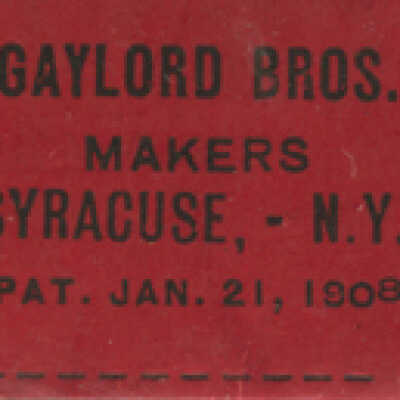 GAYLORD BROS.
MAKERS
SYRACUSE, - N.Y.
PAT. JAN. 21, 1908